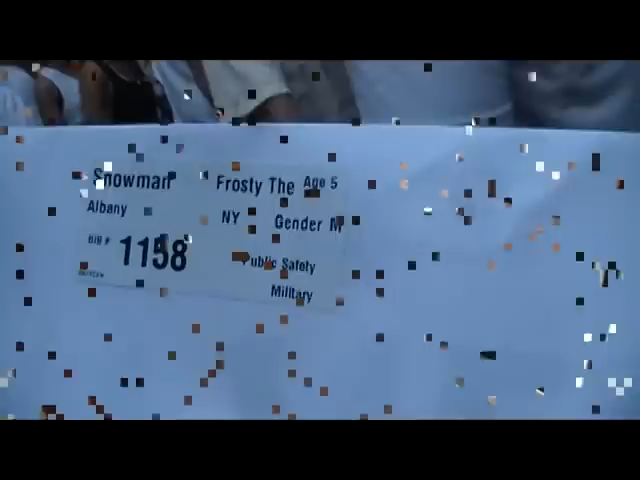 Snowman Frosty The Age 5
Albany NY Gender M
BIB # 1158 Public Safety
Military